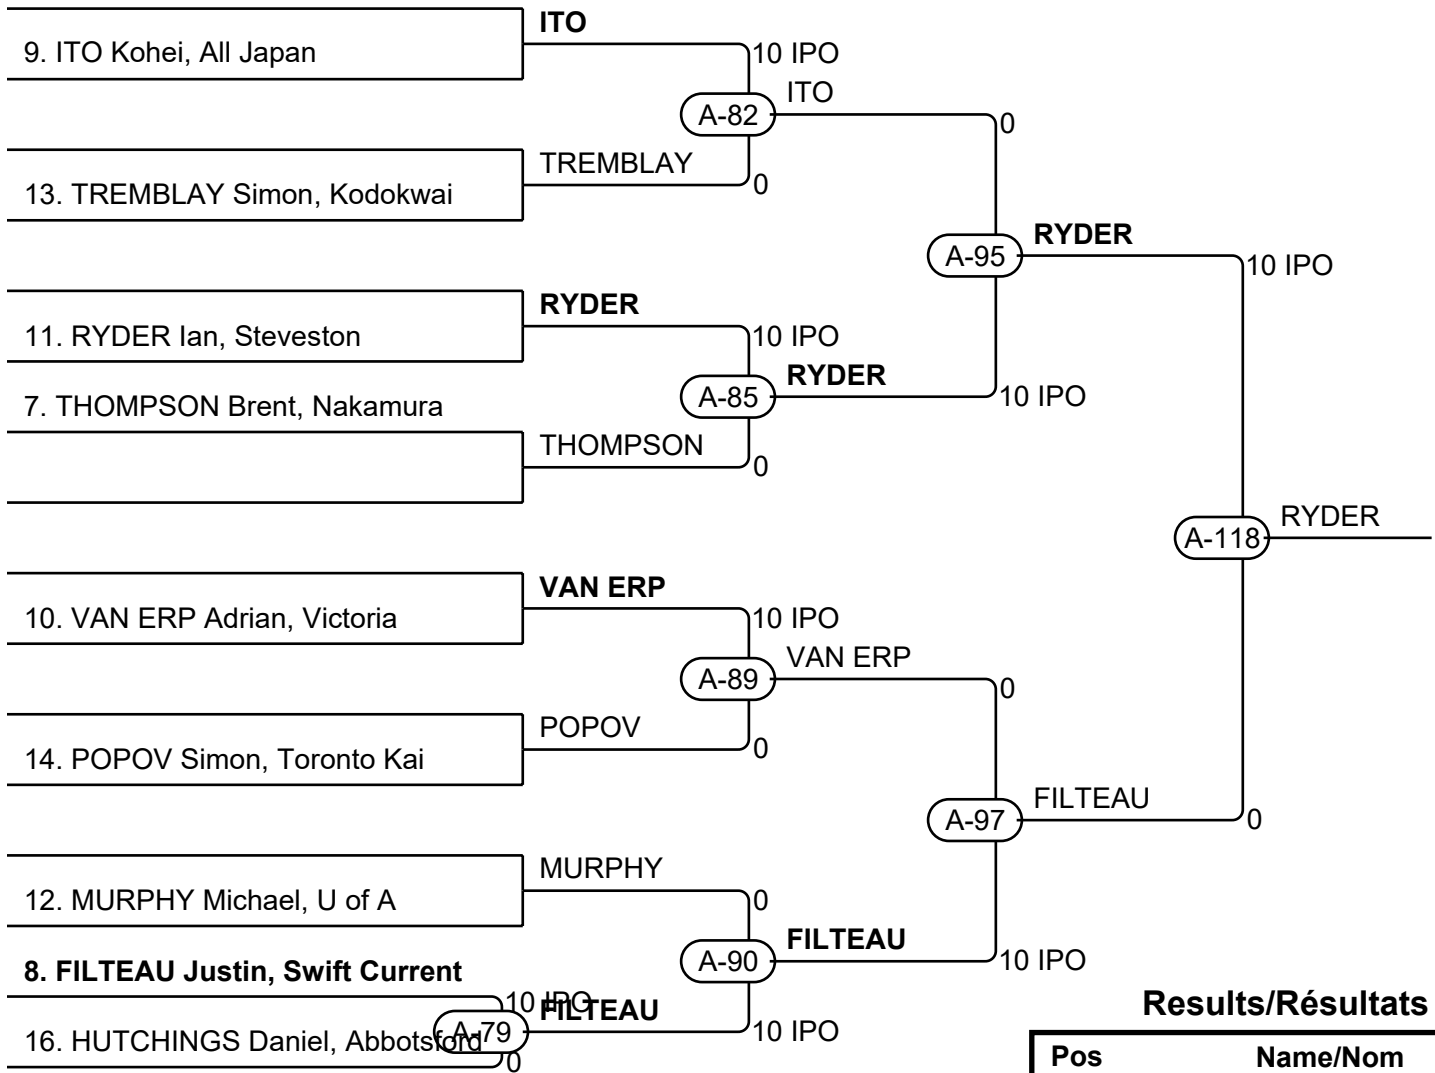 ITO
9. ITO Kohei, All Japan
10 IPO
ITO
A-82
0
TREMBLAY
13. TREMBLAY Simon, Kodokwai
0
RYDER
A-95
10 IPO
RYDER
11. RYDER Ian, Steveston
10 IPO
RYDER
A-85
10 IPO
7. THOMPSON Brent, Nakamura
THOMPSON
0
RYDER
A-118
VAN ERP
10. VAN ERP Adrian, Victoria
10 IPO
VAN ERP
A-89
0
POPOV
14. POPOV Simon, Toronto Kai
0
FILTEAU
A-97
0
MURPHY
12. MURPHY Michael, U of A
0
FILTEAU
A-90
10 IPO
8. FILTEAU Justin, Swift Current
10 IPO
FILTEAU
A-79
10 IPO
16. HUTCHINGS Daniel, Abbotsford
0
Results/Résultats
Pos Name/Nom